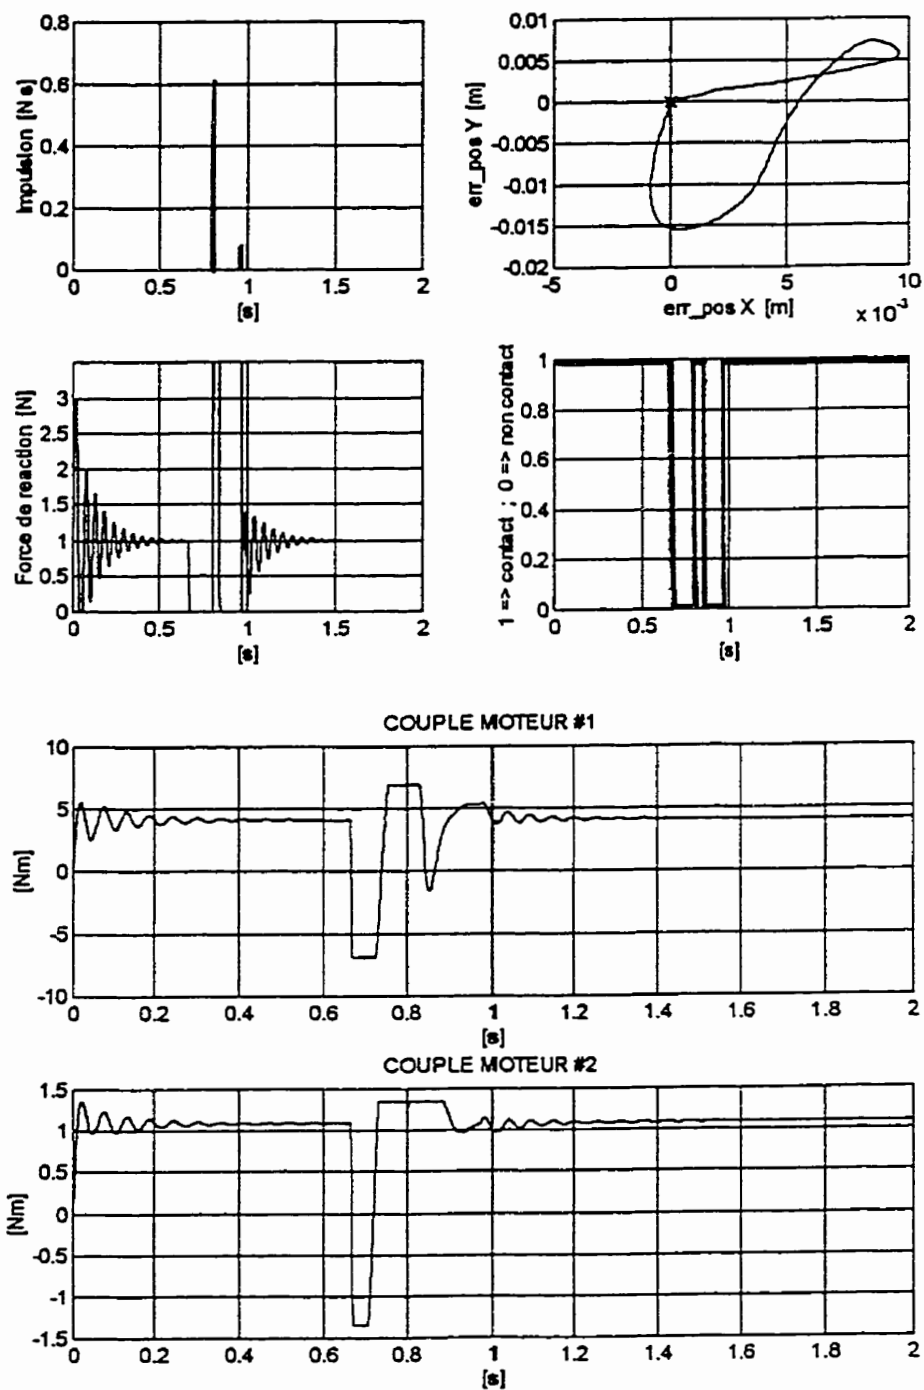 0.8
0.6
0.4
0.2
0
Impulsion [N s]
0 0.5 1 1.5 2
[s]
0.01
0.005
0
-0.005
-0.01
-0.015
-0.02
err_pos Y [m]
-5 0 5 10
err_pos X [m]
x 10-3
3
2.5
2
1.5
1
0.5
0
Force de reaction [N]
0 0.5 1 1.5 2
[s]
1
0.8
0.6
0.4
0.2
0
1 => contact ; 0 => non contact
0 0.5 1 1.5 2
[s]
COUPLE MOTEUR #1
10
5
0
-5
-10
[Nm]
0 0.2 0.4 0.6 0.8 1 1.2 1.4 1.6 1.8 2
[s]
COUPLE MOTEUR #2
1.5
1
0.5
0
-0.5
-1
-1.5
[Nm]
0 0.2 0.4 0.6 0.8 1 1.2 1.4 1.6 1.8 2
[s]